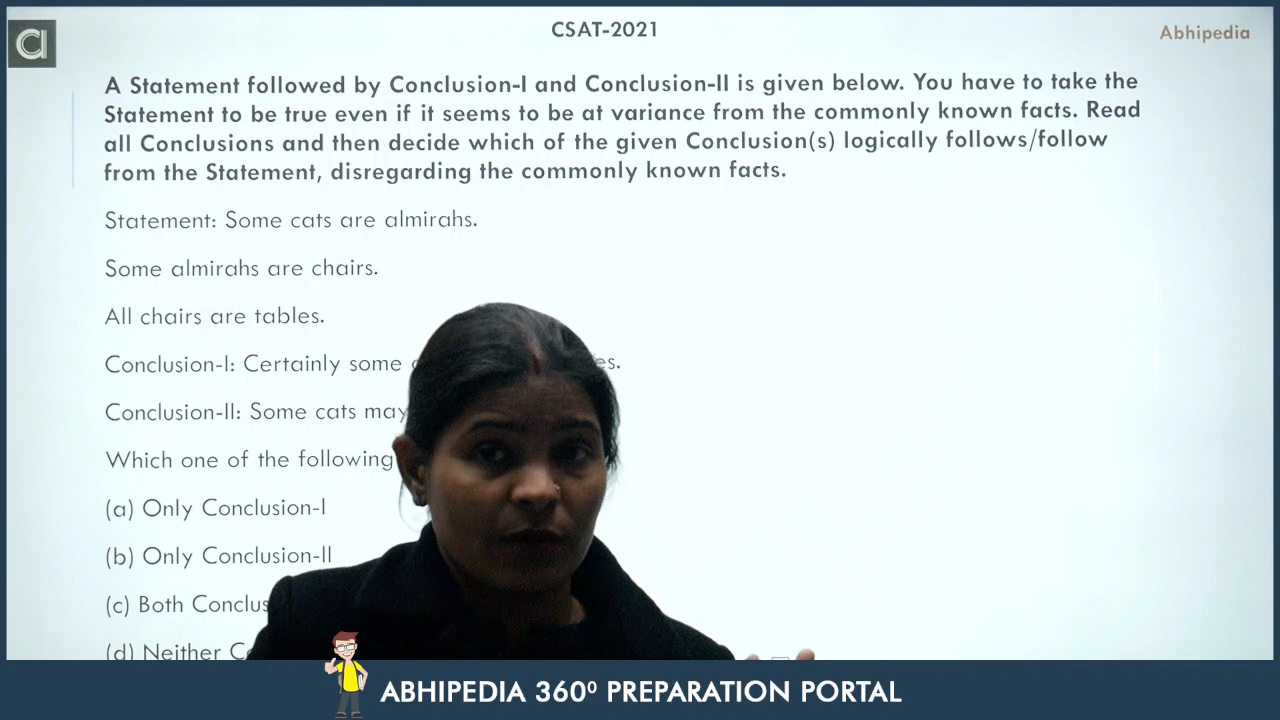 CSAT-2021
Abhipedia
A Statement followed by Conclusion-I and Conclusion-II is given below. You have to take the
Statement to be true even if it seems to be at variance from the commonly known facts. Read
all Conclusions and then decide which of the given Conclusion(s) logically follows/follow
from the Statement, disregarding the commonly known facts.
Statement: Some cats are almirahs.
Some almirahs are chairs.
All chairs are tables.
Conclusion-I: Certainly some
Conclusion-II: Some cats may
Which one of the following
(a) Only Conclusion-I
(b) Only Conclusion-II
(c) Both
(d) Neither
ABHIPEDIA 360⁰ PREPARATION PORTAL